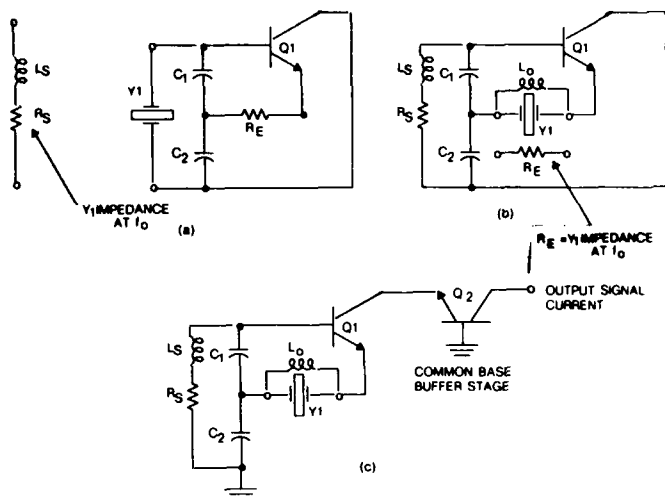 LS
RS
Y1 IMPEDANCE
AT fo
Y1
C1
C2
RE
Q1
(a)
LS
RS
C1
C2
Q1
LO
Y1
RE
(b)
RE = Y1 IMPEDANCE
AT fo
LS
RS
C1
C2
Q1
LO
Y1
Q2
COMMON BASE
BUFFER STAGE
OUTPUT SIGNAL
CURRENT
(c)